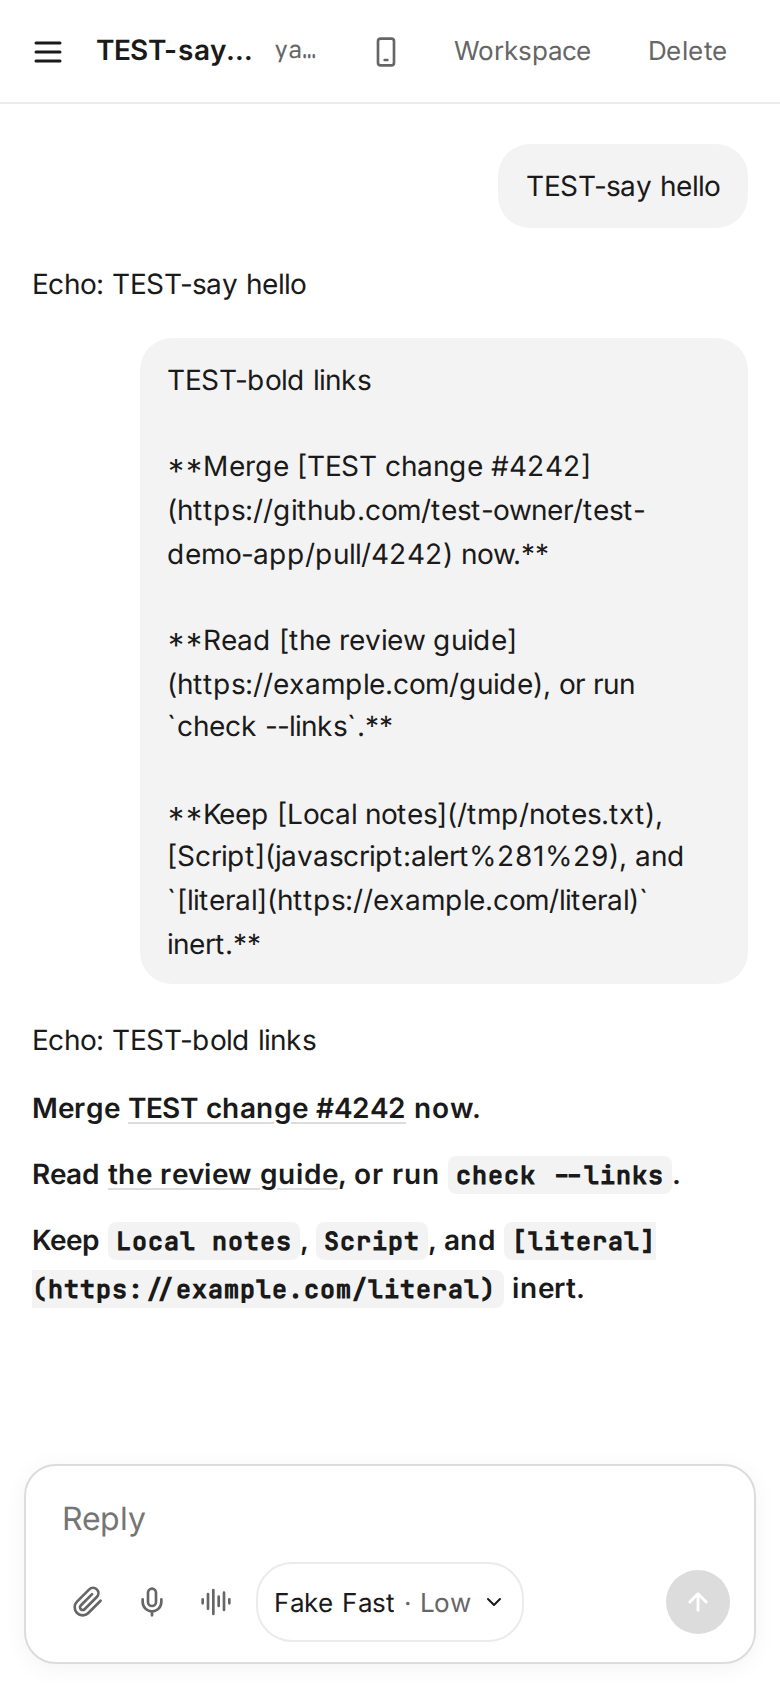 TEST-say... ya... Workspace Delete
TEST-say hello
Echo: TEST-say hello
TEST-bold links
**Merge [TEST change #4242]
(https://github.com/test-owner/test-
demo-app/pull/4242) now.**
**Read [the review guide]
(https://example.com/guide), or run
`check --links`.**
**Keep [Local notes](/tmp/notes.txt),
[Script](javascript:alert%281%29), and
`[literal](https://example.com/literal)`
inert.**
Echo: TEST-bold links
Merge TEST change #4242 now.
Read the review guide, or run check --links.
Keep Local notes, Script, and [literal]
(https://example.com/literal) inert.
Reply
Fake Fast · Low